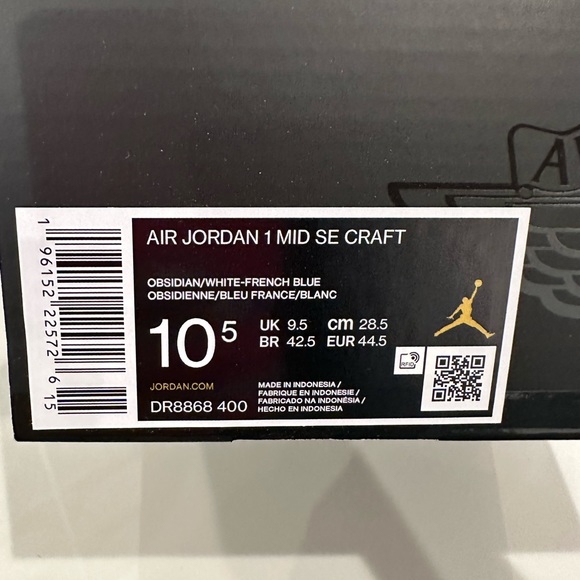 AIR JORDAN 1 MID SE CRAFT
OBSIDIAN/WHITE-FRENCH BLUE
OBSIDIENNE/BLEU FRANCE/BLANC
10 5
UK 9.5 cm 28.5
BR 42.5 EUR 44.5
RFID
JORDAN.COM
DR8868 400
MADE IN INDONESIA /
FABRIQUE EN INDONESIE /
FABRICADO NA INDONÉSIA /
HECHO EN INDONESIA
1 96152 22572 6 15